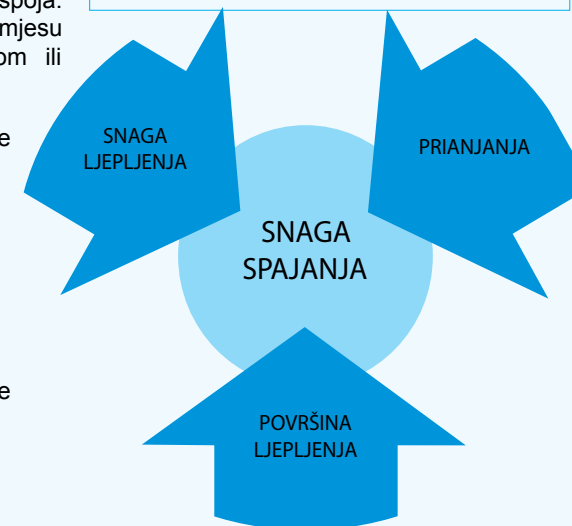 spoja.
mjesu
om ili
e
e
SNAGA
LJEPLJENJA
PRIANJANJA
SNAGA
SPAJANJA
POVRŠINA
LJEPLJENJA